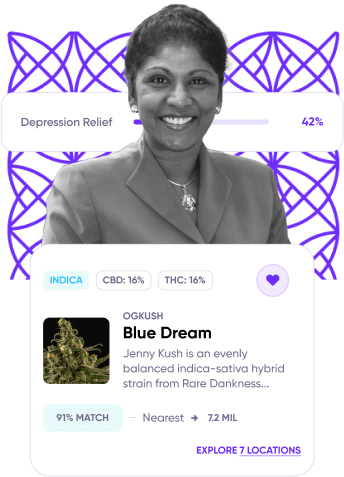 Depression Relief 42%
INDICA CBD: 16% THC: 16%
OGKUSH
Blue Dream
Jenny Kush is an evenly
balanced indica-sativa hybrid
strain from Rare Dankness...
91% MATCH Nearest → 7.2 MIL
EXPLORE 7 LOCATIONS